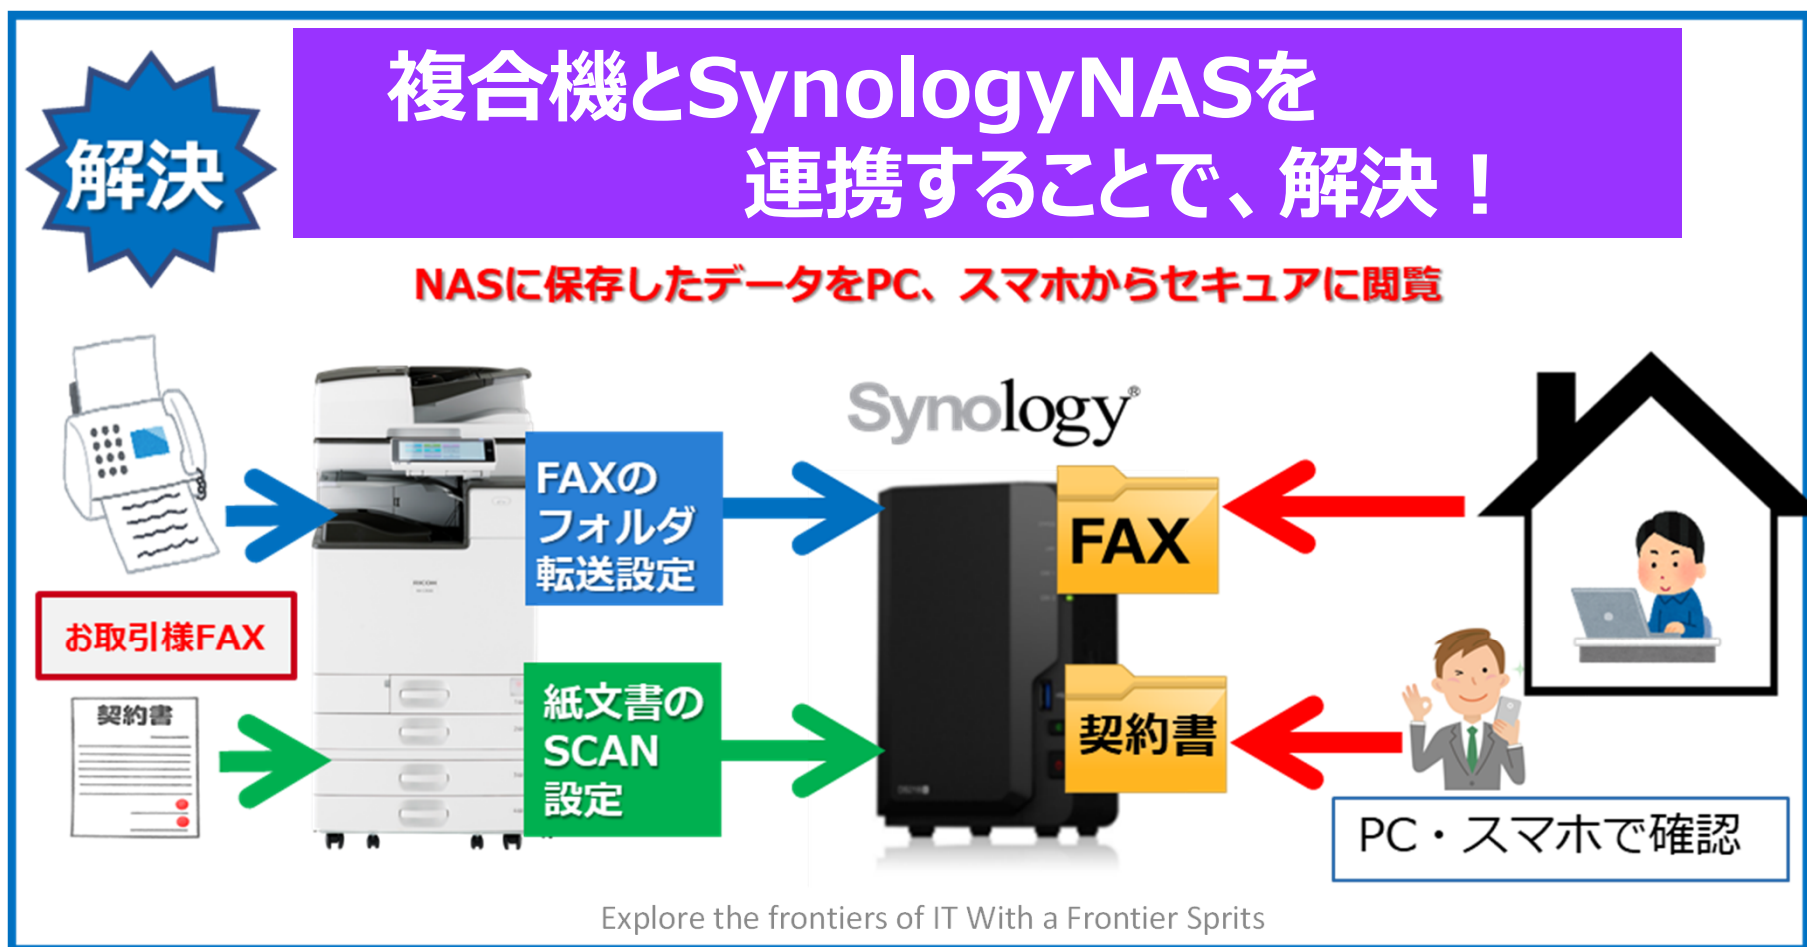 解決
複合機とSynologyNASを
連携することで、解決！
NASに保存したデータをPC、スマホからセキュアに閲覧
Synology®
FAXの
フォルダ
転送設定
FAX
RICOH
お取引様FAX
紙文書の
SCAN
設定
契約書
契約書
PC・スマホで確認
Explore the frontiers of IT With a Frontier Sprits